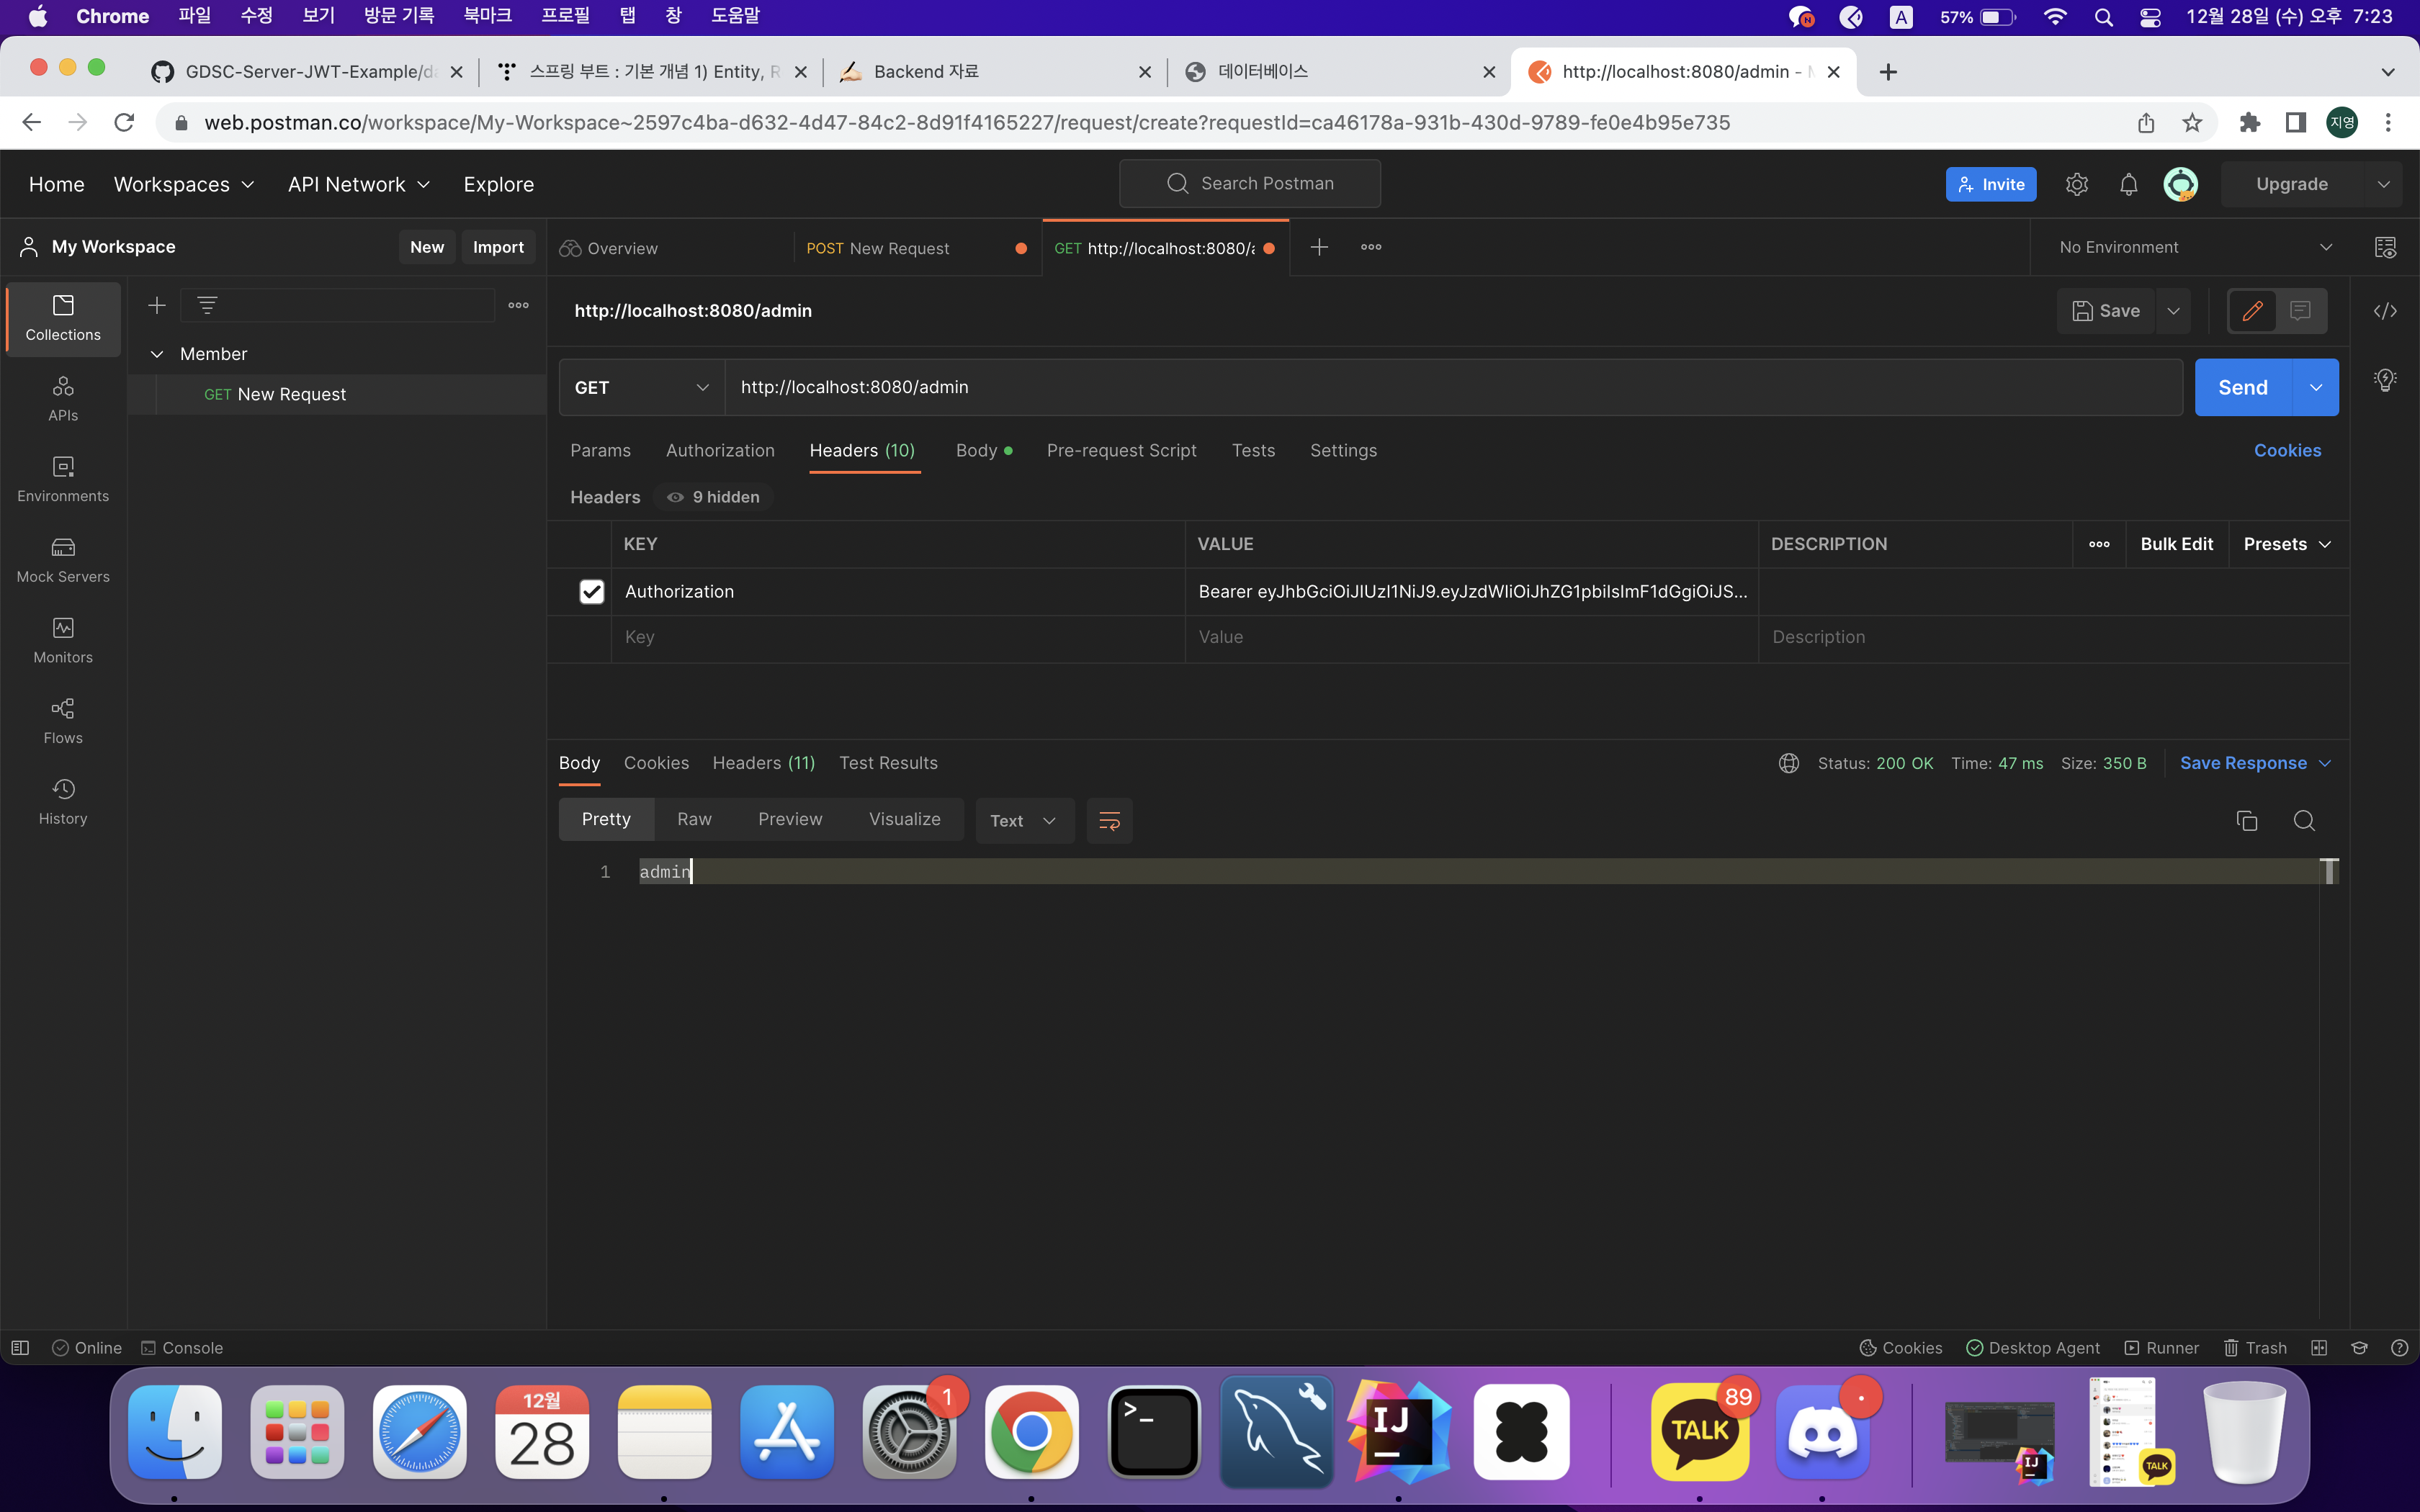 Chrome 파일 수정 보기 방문 기록 북마크 프로필 탭 창 도움말 A 57% 12월 28일 (수) 오후 7:23
GDSC-Server-JWT-Example/da 스프링 부트 : 기본 개념 1) Entity, R Backend 자료 데이터베이스 http://localhost:8080/admin -
web.postman.co/workspace/My-Workspace~2597c4ba-d632-4d47-84c2-8d91f4165227/request/create?requestId=ca46178a-931b-430d-9789-fe0e4b95e735 지영
Home Workspaces API Network Explore Search Postman Invite Upgrade
My Workspace New Import Overview POST New Request GET http://localhost:8080/a No Environment
Collections
http://localhost:8080/admin Save
Member
GET New Request
GET http://localhost:8080/admin Send
APIs
Params Authorization Headers (10) Body Pre-request Script Tests Settings Cookies
Environments
Headers 9 hidden
KEY VALUE DESCRIPTION Bulk Edit Presets
Mock Servers
Authorization Bearer eyJhbGciOiJIUzI1NiJ9.eyJzdWIiOiJhZG1pbiIsImF1dGgiOiJS...
Key Value Description
Monitors
Flows
Body Cookies Headers (11) Test Results Status: 200 OK Time: 47 ms Size: 350 B Save Response
History
Pretty Raw Preview Visualize Text
1 admin
Online Console Cookies Desktop Agent Runner Trash
12월
28
1
>_
IJ
TALK
89
IJ
TALK